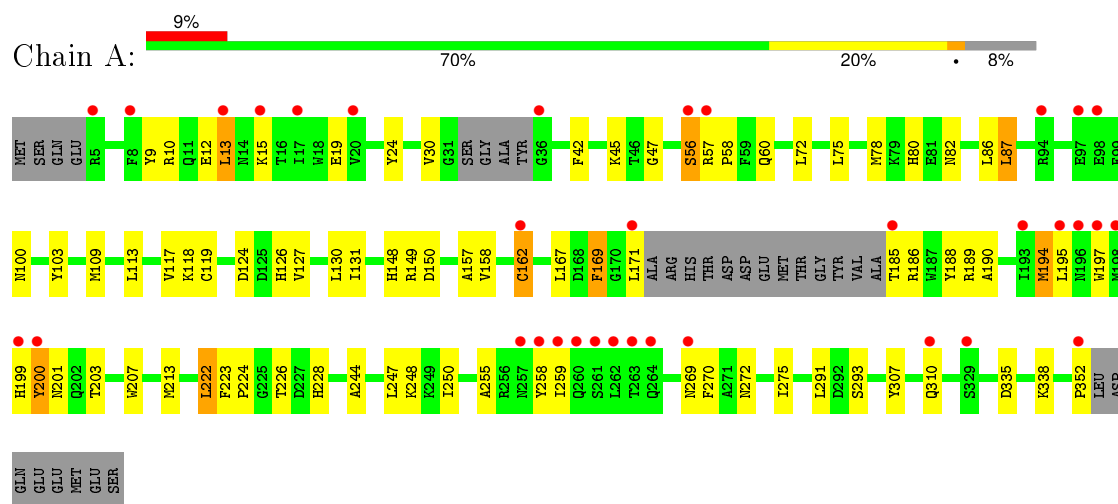 9%
Chain A:
70% 20% • 8%
MET SER GLN GLU R5 F8 Y9 R10 Q11 E12 L13 N14 K15 T16 I17 W18 E19 V20 Y24 V30 G31 SER GLY ALA TYR G36 F42 K45 T46 G47 S56 R57 P58 F59 Q60 L72 L75 M78 K79 H80 E81 N82 L86 L87 R94 E97 E98
N100 Y103 M109 L113 V117 K118 C119 D124 D125 H126 V127 L130 I131 H148 R149 D150 A157 V158 C162 L167 D168 F169 G170 L171 ALA ARG HIS THR ASP ASP GLU MET THR GLY TYR VAL ALA T185 R186 W187 Y188 R189 A190 I193 M194 L195 N196 W197 M198
H199 Y200 N201 Q202 T203 W207 M213 L222 F223 P224 G225 T226 D227 H228 A244 L247 K248 K249 I250 A255 R256 N257 Y258 I259 Q260 S261 L262 T263 Q264 N269 F270 A271 N272 I275 L291 D292 S293 Y307 Q310 S329 D335 K338 P352 LEU ASP
GLN GLU GLU MET GLU SER